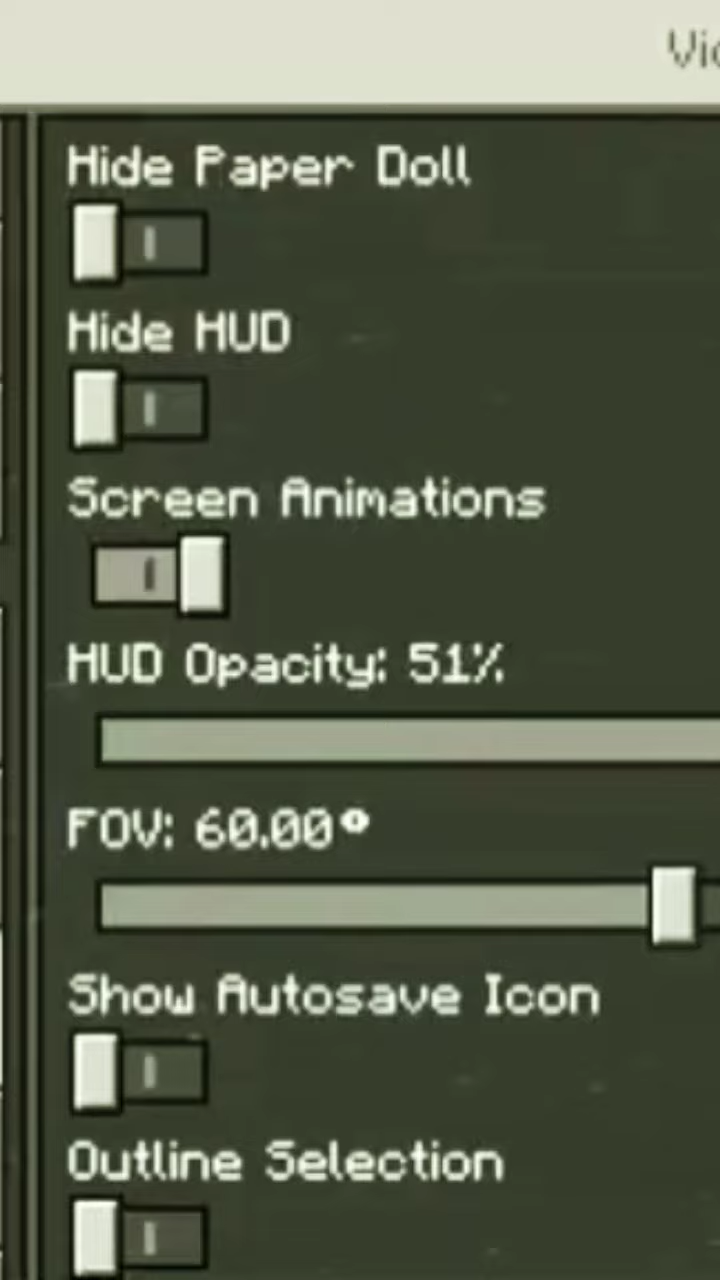 Hide Paper Doll
Hide HUD
Screen Animations
HUD Opacity: 51%
FOV: 60.00°
Show Autosave Icon
Outline Selection